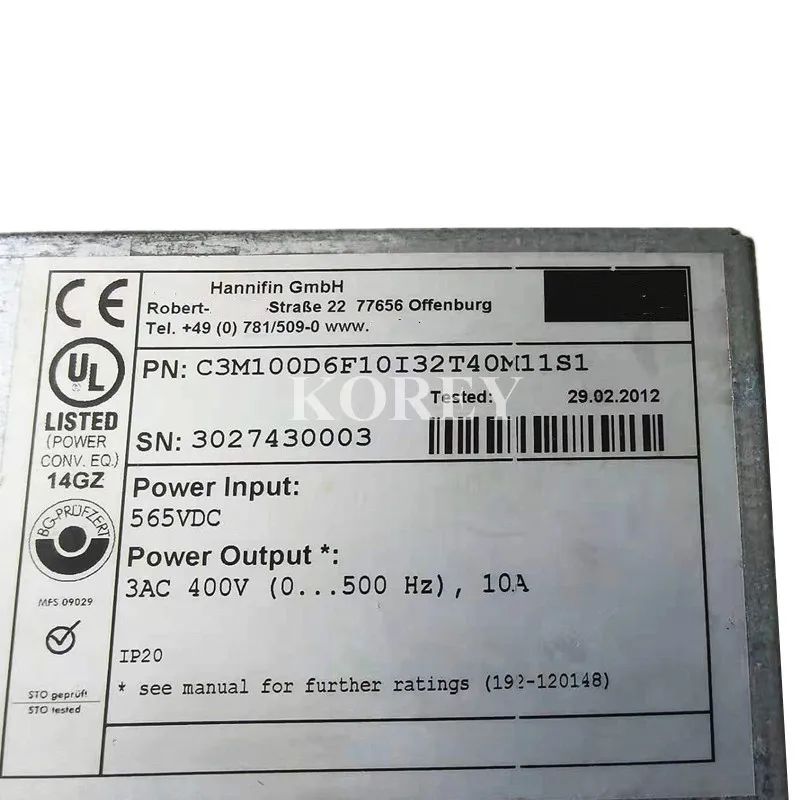 CE
Hannifin GmbH
Robert- Straße 22 77656 Offenburg
Tel. +49 (0) 781/509-0 www.
UL
LISTED
(POWER
CONV. EQ.)
14GZ
PN: C3M100D6F10I32T40M11S1
KOREY
Tested: 29.02.2012
SN: 3027430003
BG-PRÜFZERT
MFS 09029
STO geprüft
STO tested
Power Input:
565VDC
Power Output *:
3AC 400V (0...500 Hz), 10A
IP20
* see manual for further ratings (192-120148)